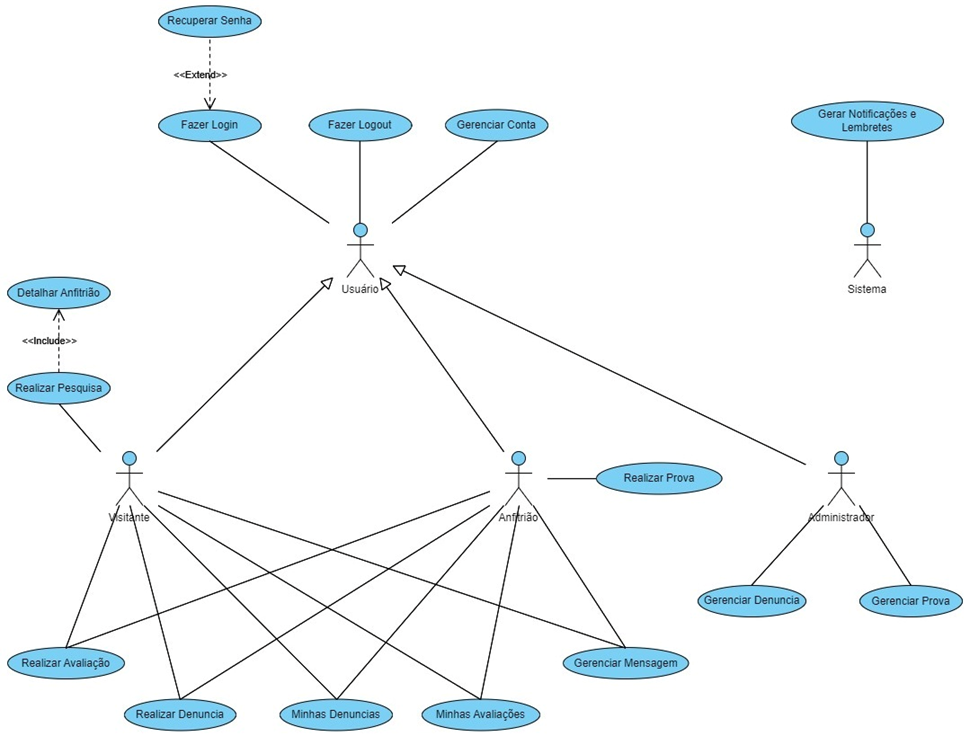 Recuperar Senha
<<Extend>>
Fazer Login
Fazer Logout
Gerenciar Conta
Gerar Notificações e
Lembretes
Usuário
Sistema
Detalhar Anfitrião
<<Include>>
Realizar Pesquisa
Visitante
Anfitrião
Realizar Prova
Administrador
Gerenciar Denuncia
Gerenciar Prova
Realizar Avaliação
Gerenciar Mensagem
Realizar Denuncia
Minhas Denuncias
Minhas Avaliações